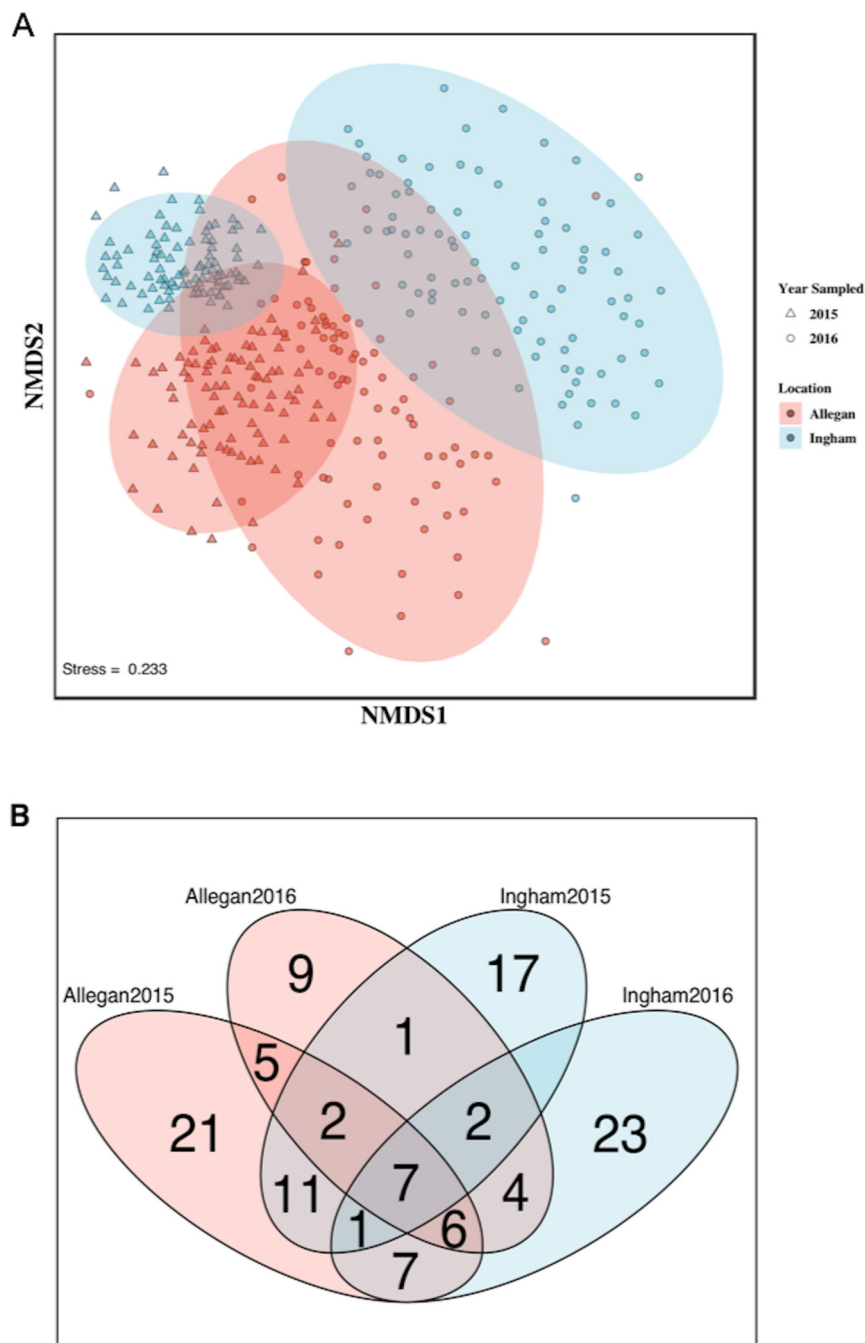 A
NMDS2
Stress = 0.233
NMDS1
Year Sampled
2015
2016
Location
Allegan
Ingham
B
Allegan2016
Ingham2015
Allegan2015
Ingham2016
9
17
1
5
21
2
2
23
11
7
4
1
6
7